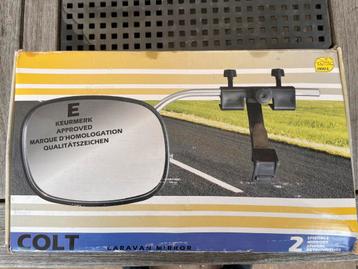 E
KEURMERK
APPROVED
MARQUE D'HOMOLOGATION
QUALITÄTSZEICHEN
COLT
CARAVAN MIRROR
2